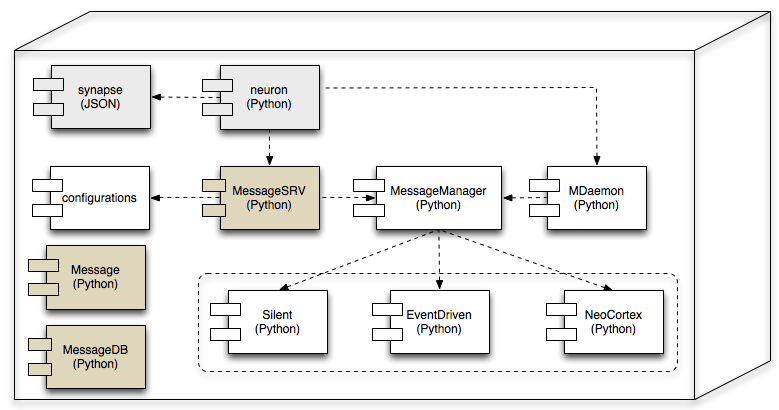 synapse
(JSON)
neuron
(Python)
configurations
MessageSRV
(Python)
MessageManager
(Python)
MDaemon
(Python)
Message
(Python)
MessageDB
(Python)
Silent
(Python)
EventDriven
(Python)
NeoCortex
(Python)